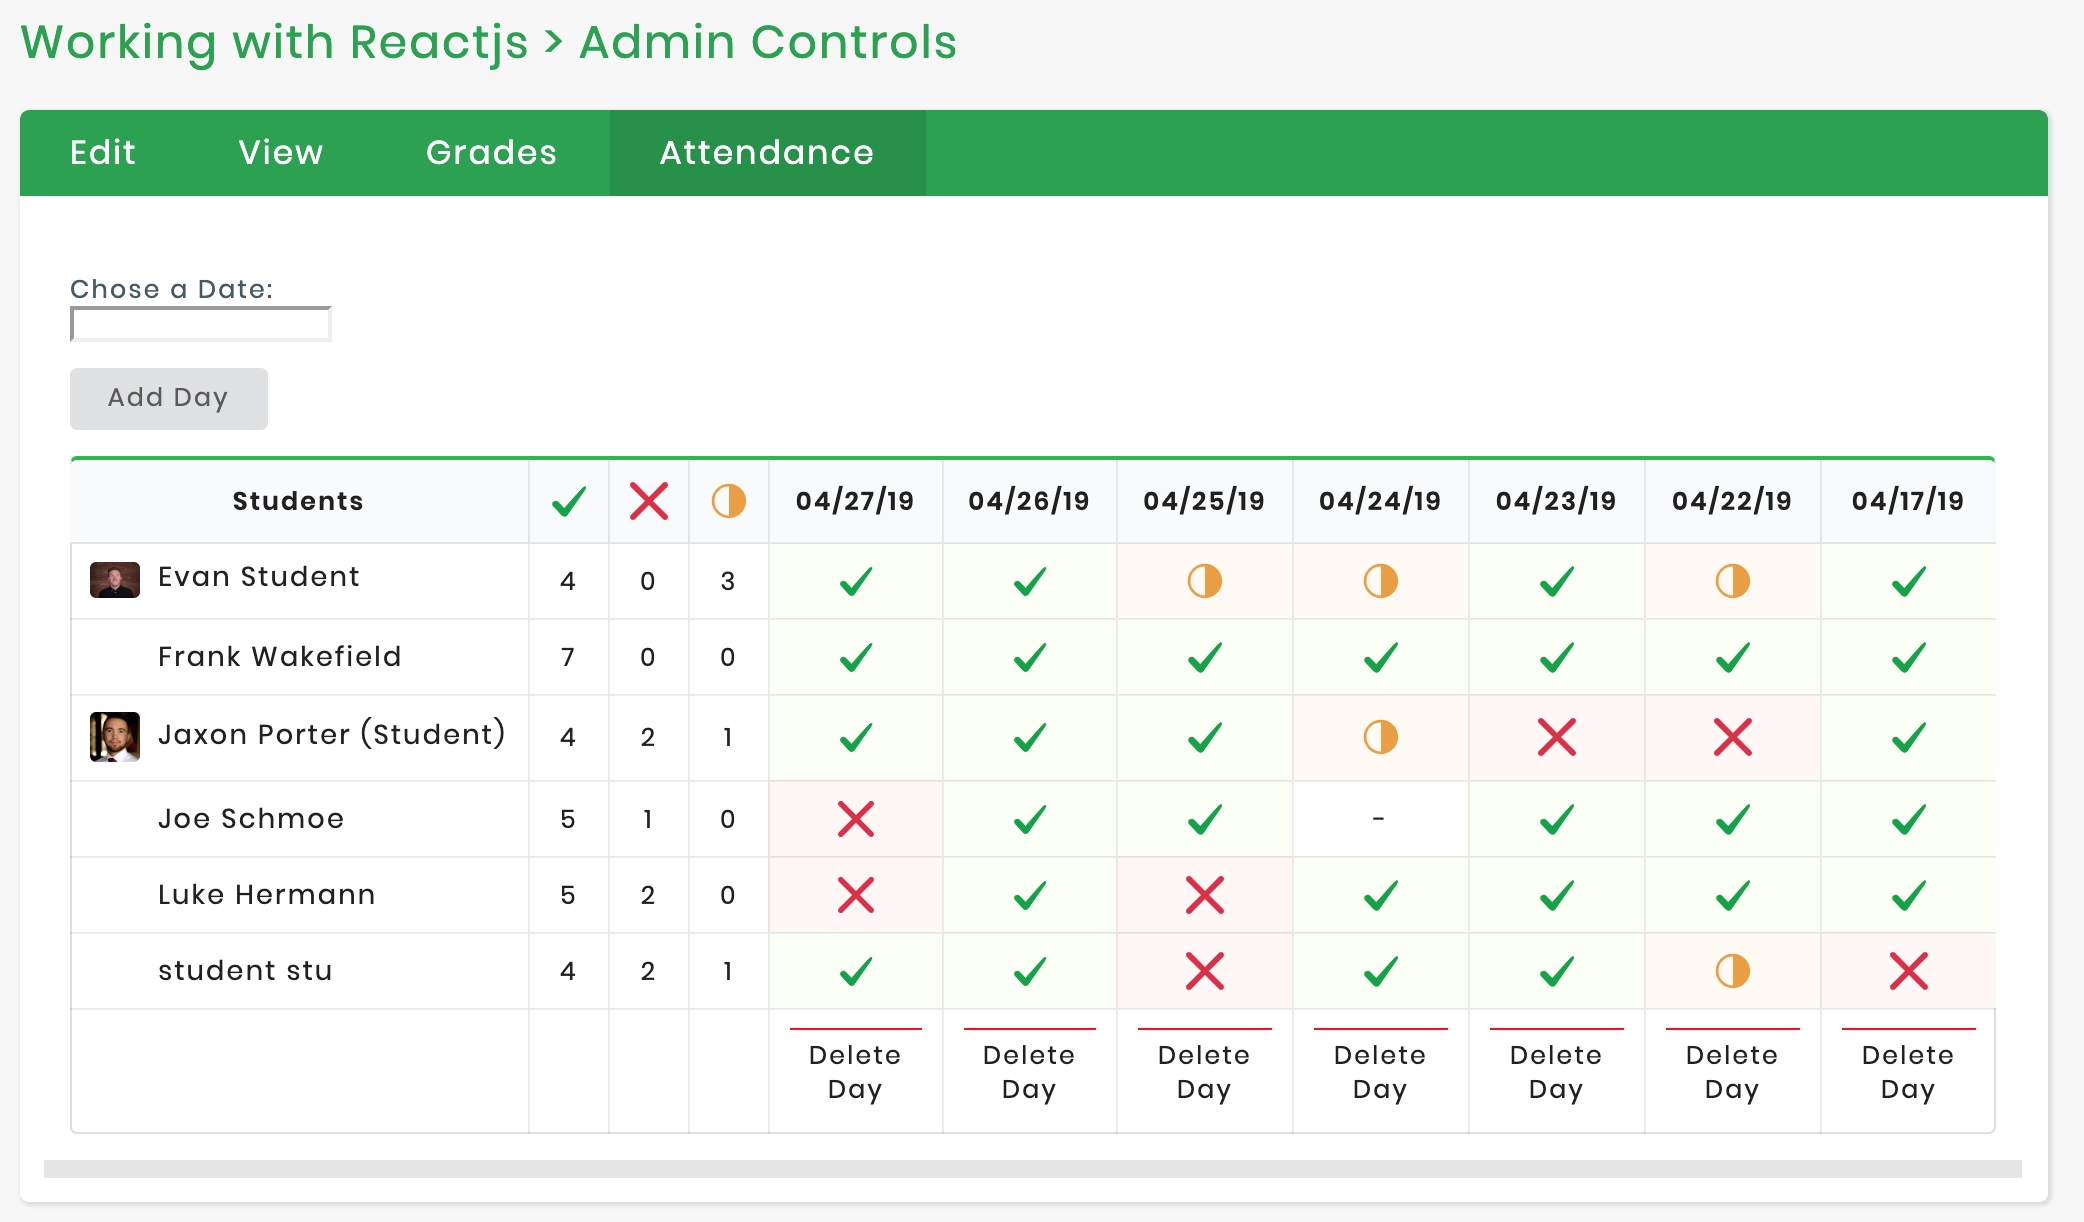 Working with Reactjs > Admin Controls
Edit View Grades Attendance
Chose a Date:
Add Day
Students 04/27/19 04/26/19 04/25/19 04/24/19 04/23/19 04/22/19 04/17/19
Evan Student 4 0 3
Frank Wakefield 7 0 0
Jaxon Porter (Student) 4 2 1
Joe Schmoe 5 1 0 -
Luke Hermann 5 2 0
student stu 4 2 1
Delete Delete Delete Delete Delete Delete Delete
Day Day Day Day Day Day Day